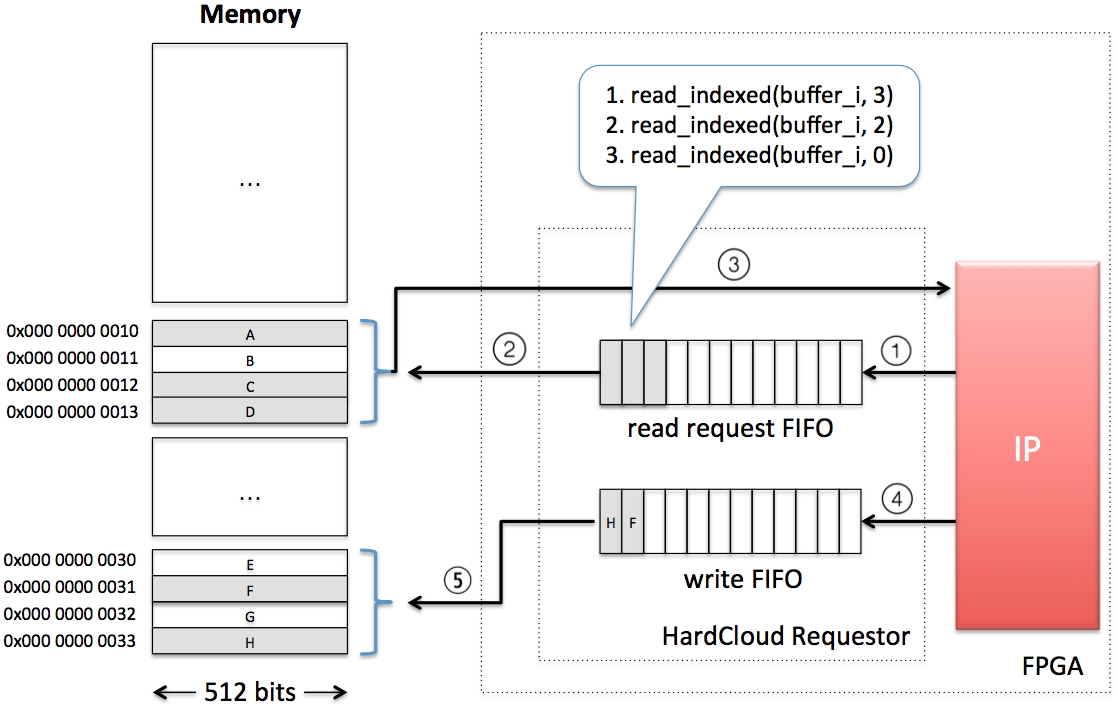 Memory
...
0x000 0000 0010 A
0x000 0000 0011 B
0x000 0000 0012 C
0x000 0000 0013 D
...
0x000 0000 0030 E
0x000 0000 0031 F
0x000 0000 0032 G
0x000 0000 0033 H
512 bits
1. read_indexed(buffer_i, 3)
2. read_indexed(buffer_i, 2)
3. read_indexed(buffer_i, 0)
3
2
1
read request FIFO
H F
4
5
write FIFO
HardCloud Requestor
IP
FPGA